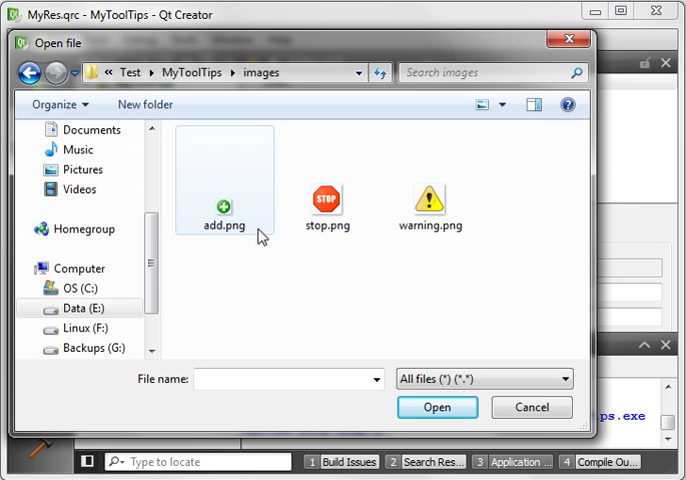 MyRes.qrc - MyToolTips - Qt Creator
Open file
« Test MyToolTips images
Search images
Organize
New folder
Documents
Music
Pictures
Videos
Homegroup
Computer
OS (C:)
Data (E:)
Linux (F:)
Backups (G:)
STOP
add.png
stop.png
warning.png
File name:
All files (*) (*.*)
Open
Cancel
ps.exe
Type to locate
1 Build Issues
2 Search Res...
3 Application ...
4 Compile Ou...